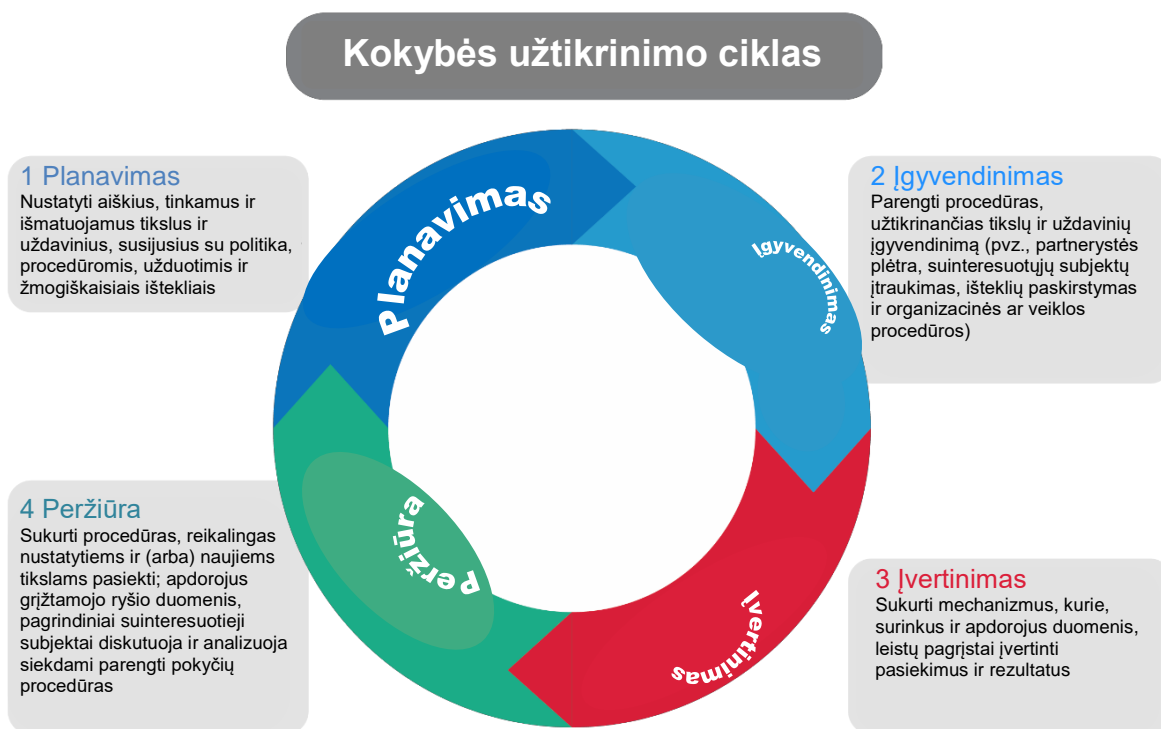 Kokybės užtikrinimo ciklas
1 Planavimas
Nustatyti aiškius, tinkamus ir
išmatuojamus tikslus ir
uždavinius, susijusius su politika,
procedūromis, užduotimis ir
žmogiškaisiais ištekliais
Planavimas
Įgyvendinimas
2 Įgyvendinimas
Parengti procedūras,
užtikrinančias tikslų ir uždavinių
įgyvendinimą (pvz., partnerystės
plėtra, suinteresuotųjų subjektų
įtraukimas, išteklių paskirstymas
ir organizacinės ar veiklos
procedūros)
4 Peržiūra
Sukurti procedūras, reikalingas
nustatytiems ir (arba) naujiems
tikslams pasiekti; apdorojus
grįžtamojo ryšio duomenis,
pagrindiniai suinteresuotieji
subjektai diskutuoja ir analizuoja
siekdami parengti pokyčių
procedūras
Peržiūra
Įvertinimas
3 Įvertinimas
Sukurti mechanizmus, kurie,
surinkus ir apdorojus duomenis,
leistų pagrįstai įvertinti
pasiekimus ir rezultatus